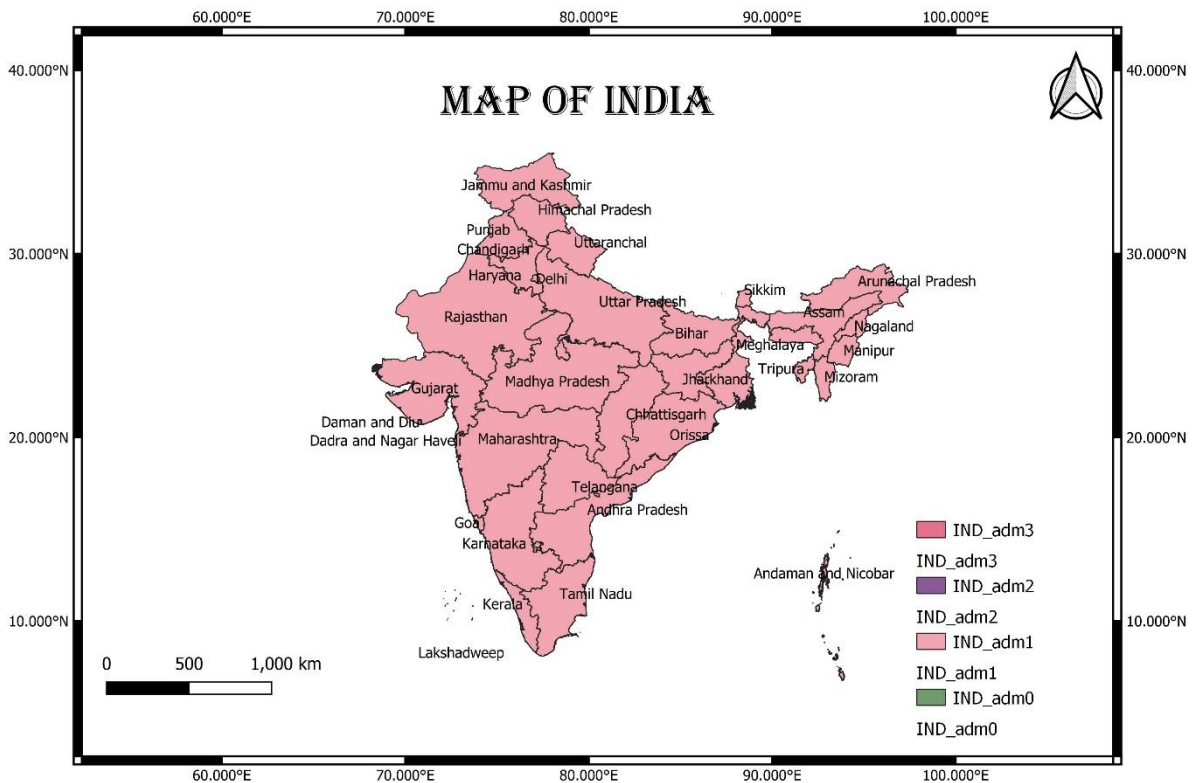 60.000°E 70.000°E 80.000°E 90.000°E 100.000°E
40.000°N 40.000°N
MAP OF INDIA
Jammu and Kashmir
Himachal Pradesh
Punjab
Uttaranchal
Chandigarh
30.000°N 30.000°N
Haryana Delhi
Arunachal Pradesh
Sikkim
Uttar Pradesh
Rajasthan
Assam
Nagaland
Bihar
Meghalaya
Manipur
Tripura
Mizoram
Jharkhand
Madhya Pradesh
Gujarat
Chhattisgarh
Daman and Diu
Dadra and Nagar Haveli
Maharashtra
Orissa
20.000°N 20.000°N
Telangana
Andhra Pradesh
Goa
Karnataka
Andaman and Nicobar
Tamil Nadu
Kerala
10.000°N 10.000°N
Lakshadweep
0 500 1,000 km
IND_adm3
IND_adm3
IND_adm2
IND_adm2
IND_adm1
IND_adm1
IND_adm0
IND_adm0
60.000°E 70.000°E 80.000°E 90.000°E 100.000°E